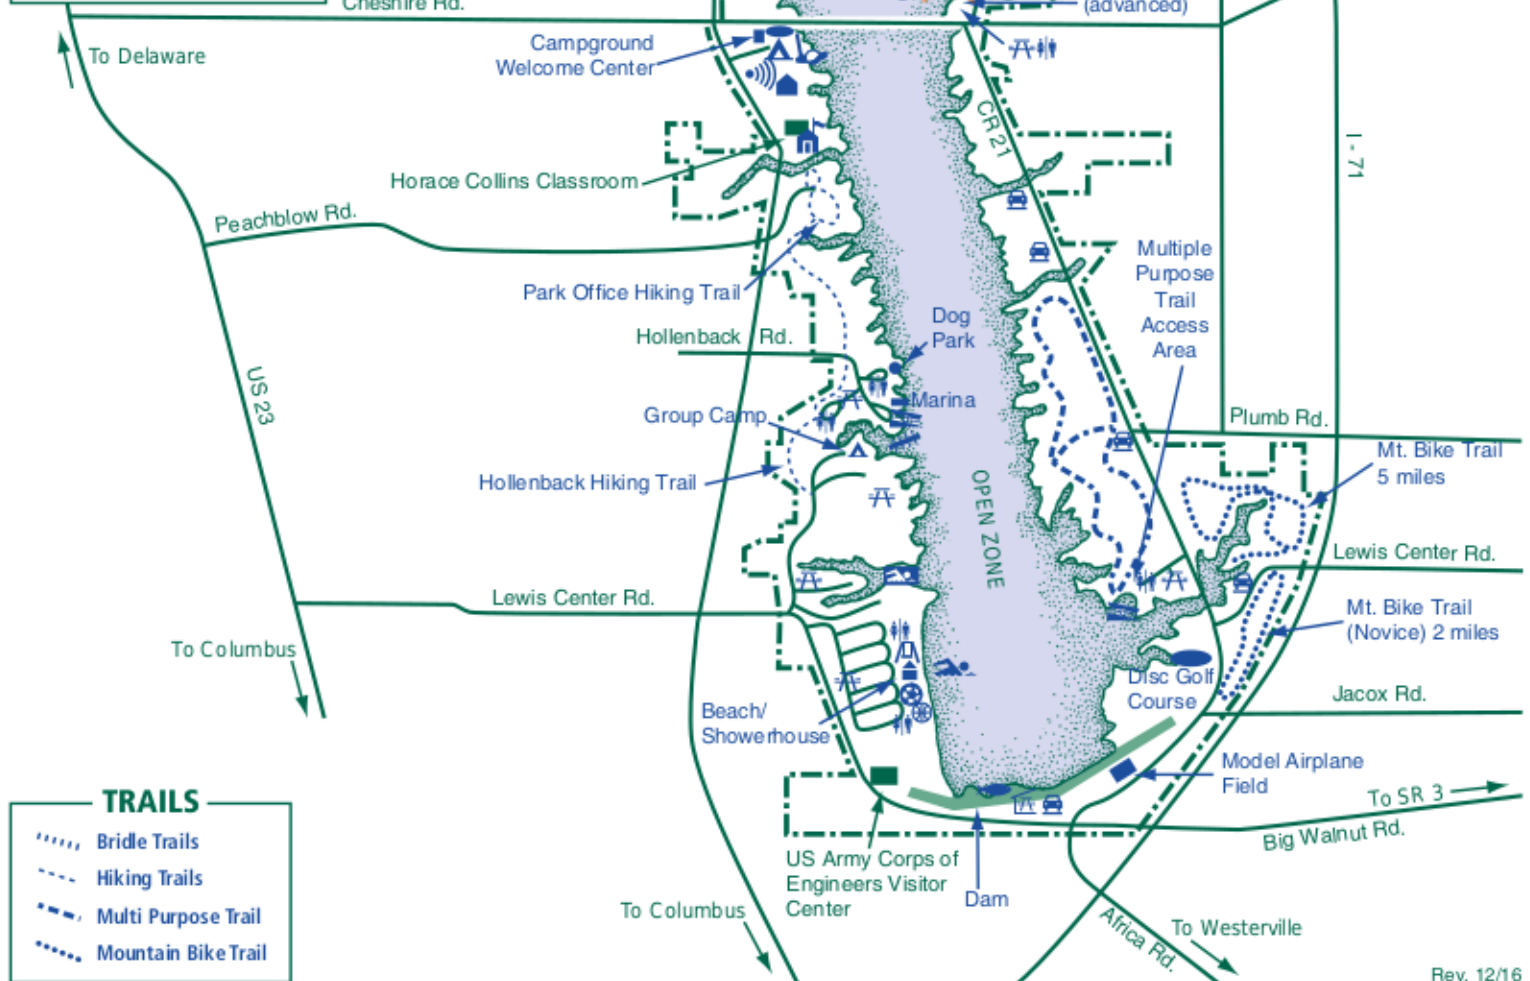 Cheshire Rd.
(advanced)
To Delaware
Campground
Welcome Center
CR 21
I - 71
Horace Collins Classroom
Peachblow Rd.
Multiple
Purpose
Trail
Access
Area
Park Office Hiking Trail
Dog
Park
Hollenback Rd.
US 23
Marina
Group Camp
Plumb Rd.
Mt. Bike Trail
5 miles
Hollenback Hiking Trail
OPEN ZONE
Lewis Center Rd.
Lewis Center Rd.
Mt. Bike Trail
(Novice) 2 miles
To Columbus
Disc Golf
Course
Jacox Rd.
Beach/
Showerhouse
Model Airplane
Field
To SR 3
Big Walnut Rd.
TRAILS
Bridle Trails
Hiking Trails
Multi Purpose Trail
Mountain Bike Trail
US Army Corps of
Engineers Visitor
Center
Dam
To Columbus
Africa Rd.
To Westerville
Rev. 12/16